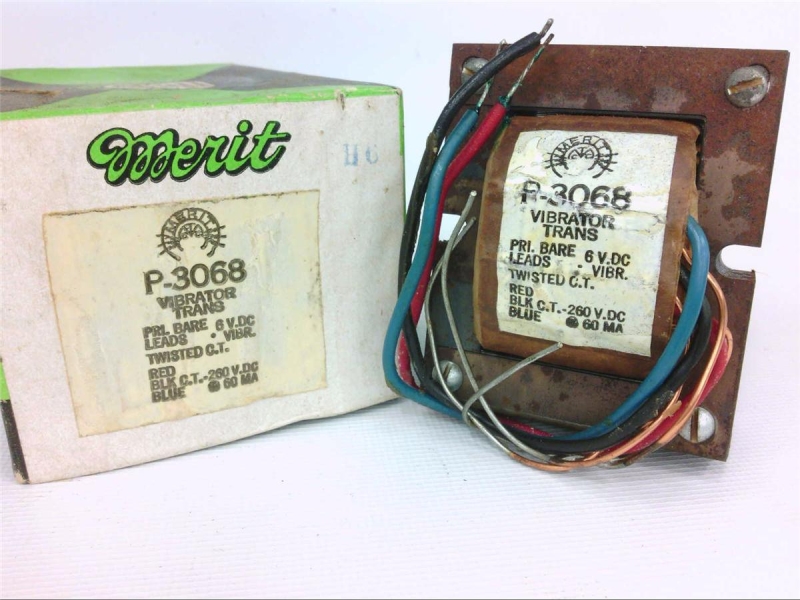 Merit
H6
MERIT
P-3068
VIBRATOR
TRANS
PRI. BARE 6 V.DC
LEADS • VIBR.
TWISTED C.T.
RED
BLK C.T.-260 V.DC
BLUE @ 60 MA
MERIT
P-3068
VIBRATOR
TRANS
PRI. BARE 6 V.DC
LEADS • VIBR.
TWISTED C.T.
RED
BLK C.T.-260 V.DC
BLUE @ 60 MA